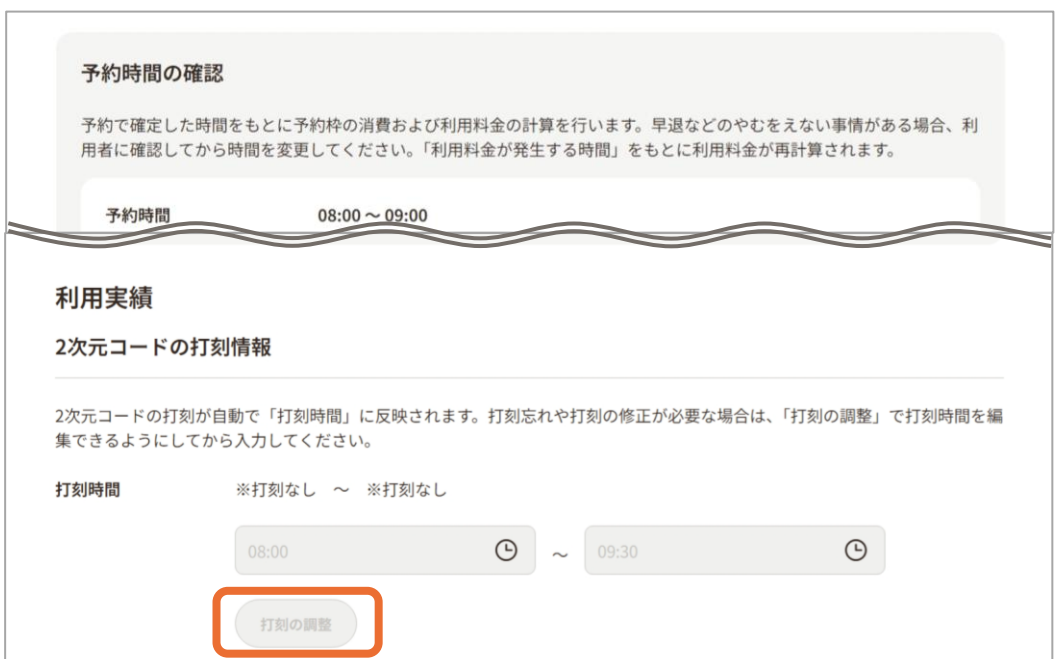 予約時間の確認
予約で確定した時間をもとに予約枠の消費および利用料金の計算を行います。早退などのやむをえない事情がある場合、利
用者に確認してから時間を変更してください。「利用料金が発生する時間」をもとに利用料金が再計算されます。
予約時間 08:00 ～ 09:00
利用実績
2次元コードの打刻情報
2次元コードの打刻が自動で「打刻時間」に反映されます。打刻忘れや打刻の修正が必要な場合は、「打刻の調整」で打刻時間を編
集できるようにしてから入力してください。
打刻時間 ※打刻なし ～ ※打刻なし
08:00 ～ 09:30
打刻の調整